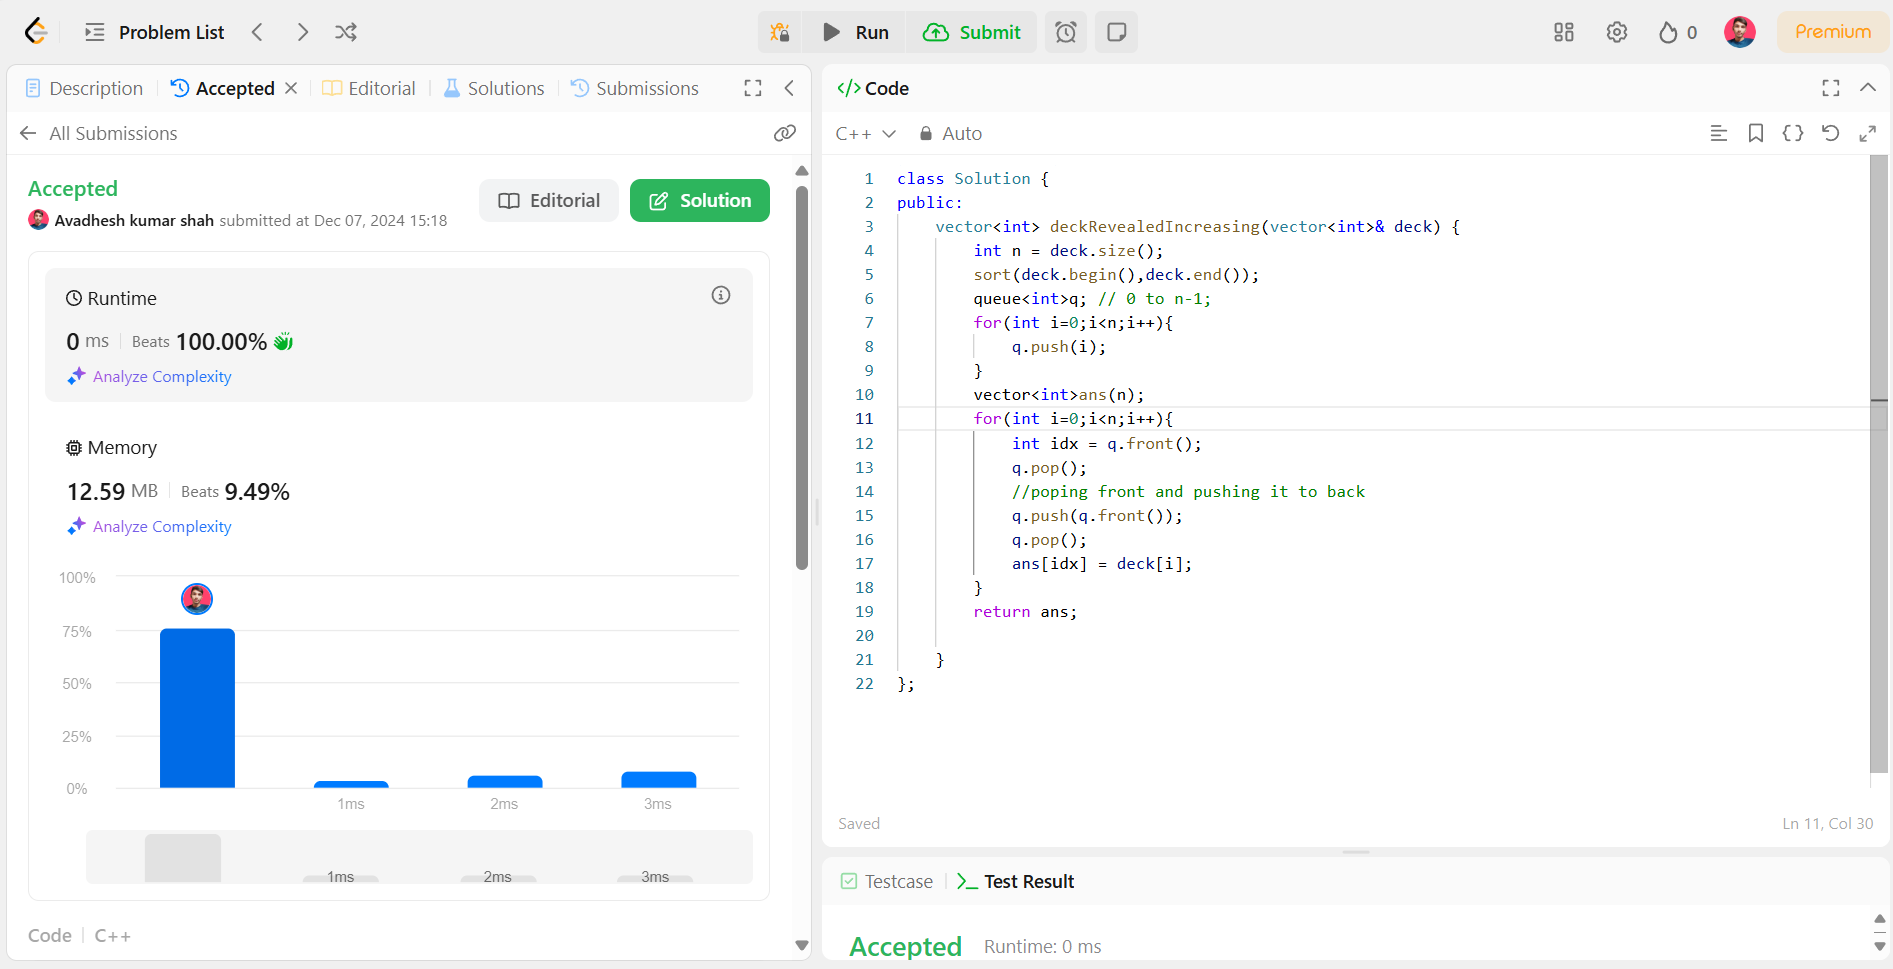 Problem List
Run
Submit
0
Premium
Description
Accepted
Editorial
Solutions
Submissions
All Submissions
Accepted
Avadhesh kumar shah submitted at Dec 07, 2024 15:18
Editorial
Solution
Runtime
0 ms
Beats 100.00%
Analyze Complexity
Memory
12.59 MB
Beats 9.49%
Analyze Complexity
100%
75%
50%
25%
0%
1ms 2ms 3ms
1ms 2ms 3ms
Code C++
</> Code
C++ Auto
1 class Solution {
2 public:
3 vector<int> deckRevealedIncreasing(vector<int>& deck) {
4 int n = deck.size();
5 sort(deck.begin(),deck.end());
6 queue<int>q; // 0 to n-1;
7 for(int i=0;i<n;i++){
8 q.push(i);
9 }
10 vector<int>ans(n);
11 for(int i=0;i<n;i++){
12 int idx = q.front();
13 q.pop();
14 //poping front and pushing it to back
15 q.push(q.front());
16 q.pop();
17 ans[idx] = deck[i];
18 }
19 return ans;
20
21 }
22 };
Saved
Ln 11, Col 30
Testcase
Test Result
Accepted
Runtime: 0 ms